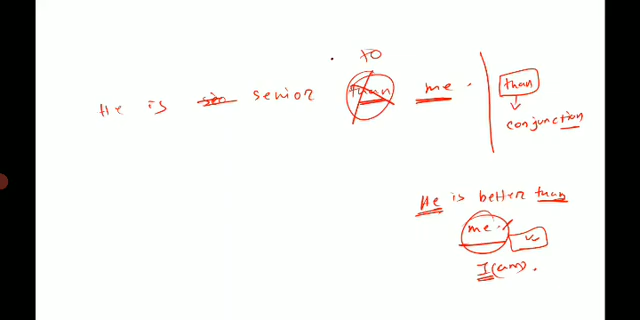 to
He is senior than me.
than
conjunction
He is better than
me.
I (am).